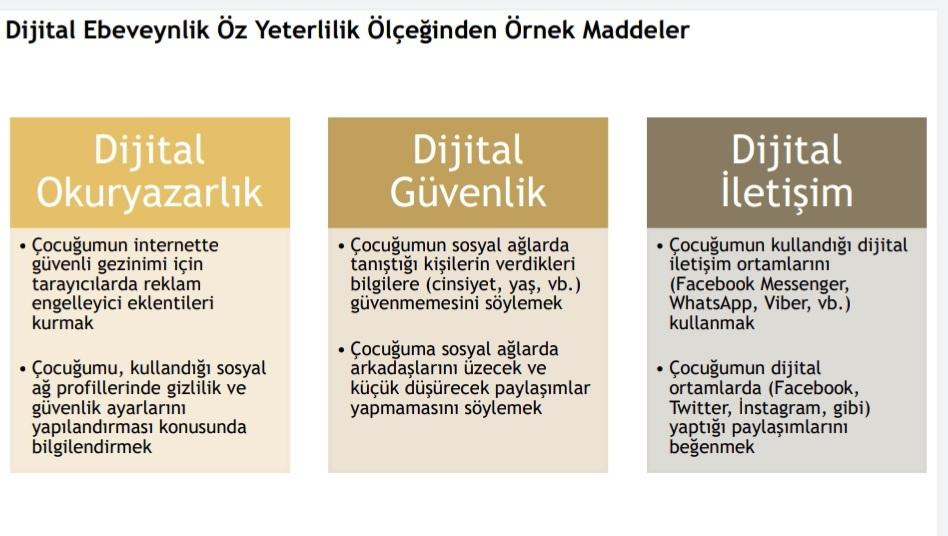 Dijital Ebeveynlik Öz Yeterlilik Ölçeğinden Örnek Maddeler
Dijital
Okuryazarlık
• Çocuğumun internette
güvenli gezinimi için
tarayıcılarda reklam
engelleyici eklentileri
kurmak
• Çocuğumu, kullandığı sosyal
ağ profillerinde gizlilik ve
güvenlik ayarlarını
yapılandırması konusunda
bilgilendirmek
Dijital
Güvenlik
• Çocuğumun sosyal ağlarda
tanıştığı kişilerin verdikleri
bilgilere (cinsiyet, yaş, vb.)
güvenmemesini söylemek
• Çocuğuma sosyal ağlarda
arkadaşlarını üzecek ve
küçük düşürecek paylaşımlar
yapmamasını söylemek
Dijital
İletişim
• Çocuğumun kullandığı dijital
iletişim ortamlarını
(Facebook Messenger,
WhatsApp, Viber, vb.)
kullanmak
• Çocuğumun dijital
ortamlarda (Facebook,
Twitter, İnstagram, gibi)
yaptığı paylaşımlarını
beğenmek